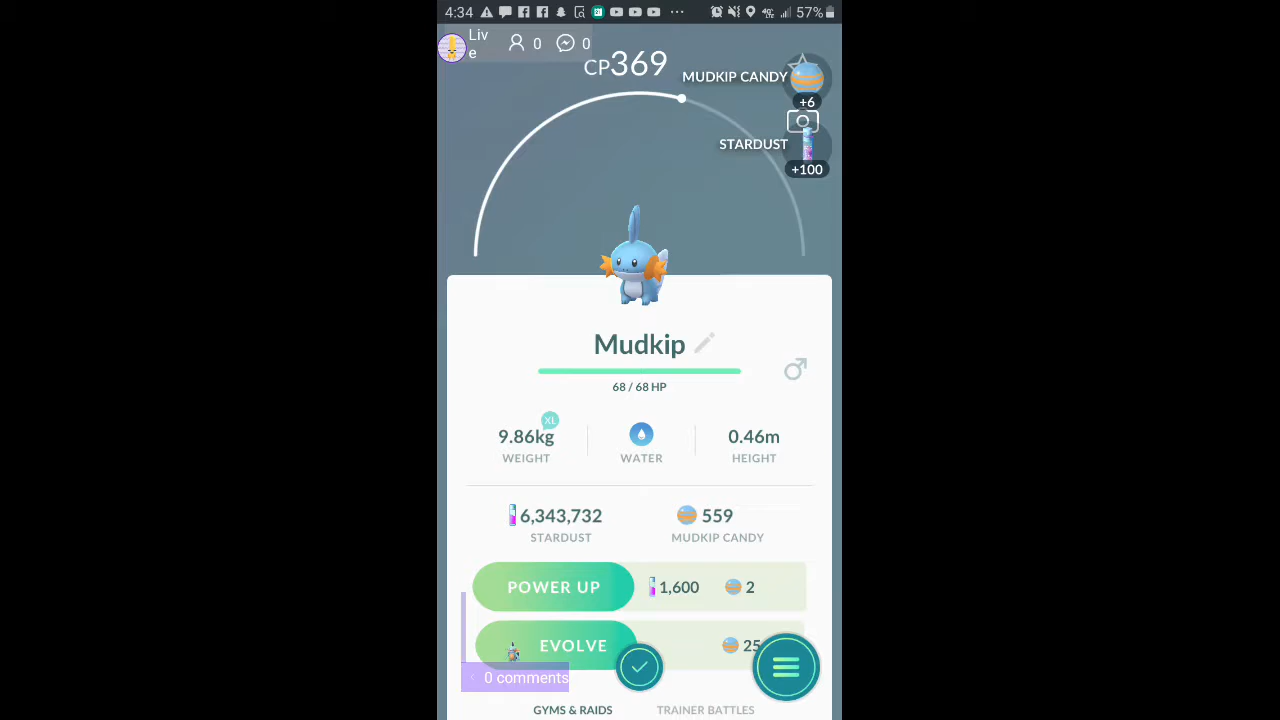 4:34
57%
Live
0
0
CP369
MUDKIP CANDY
+6
STARDUST
+100
Mudkip
68 / 68 HP
XL
9.86kg
WEIGHT
WATER
0.46m
HEIGHT
6,343,732
STARDUST
559
MUDKIP CANDY
POWER UP
1,600
2
EVOLVE
25
0 comments
GYMS & RAIDS
TRAINER BATTLES